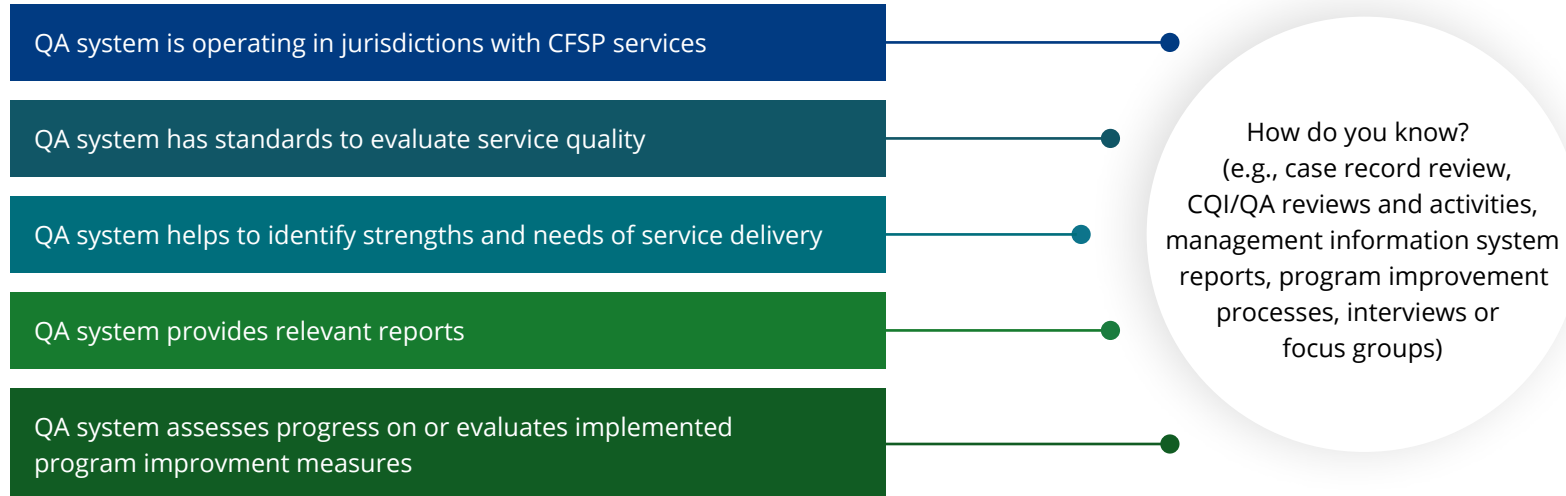 QA system is operating in jurisdictions with CFSP services
QA system has standards to evaluate service quality
QA system helps to identify strengths and needs of service delivery
QA system provides relevant reports
QA system assesses progress on or evaluates implemented
program improvment measures
How do you know?
(e.g., case record review,
CQI/QA reviews and activities,
management information system
reports, program improvement
processes, interviews or
focus groups)